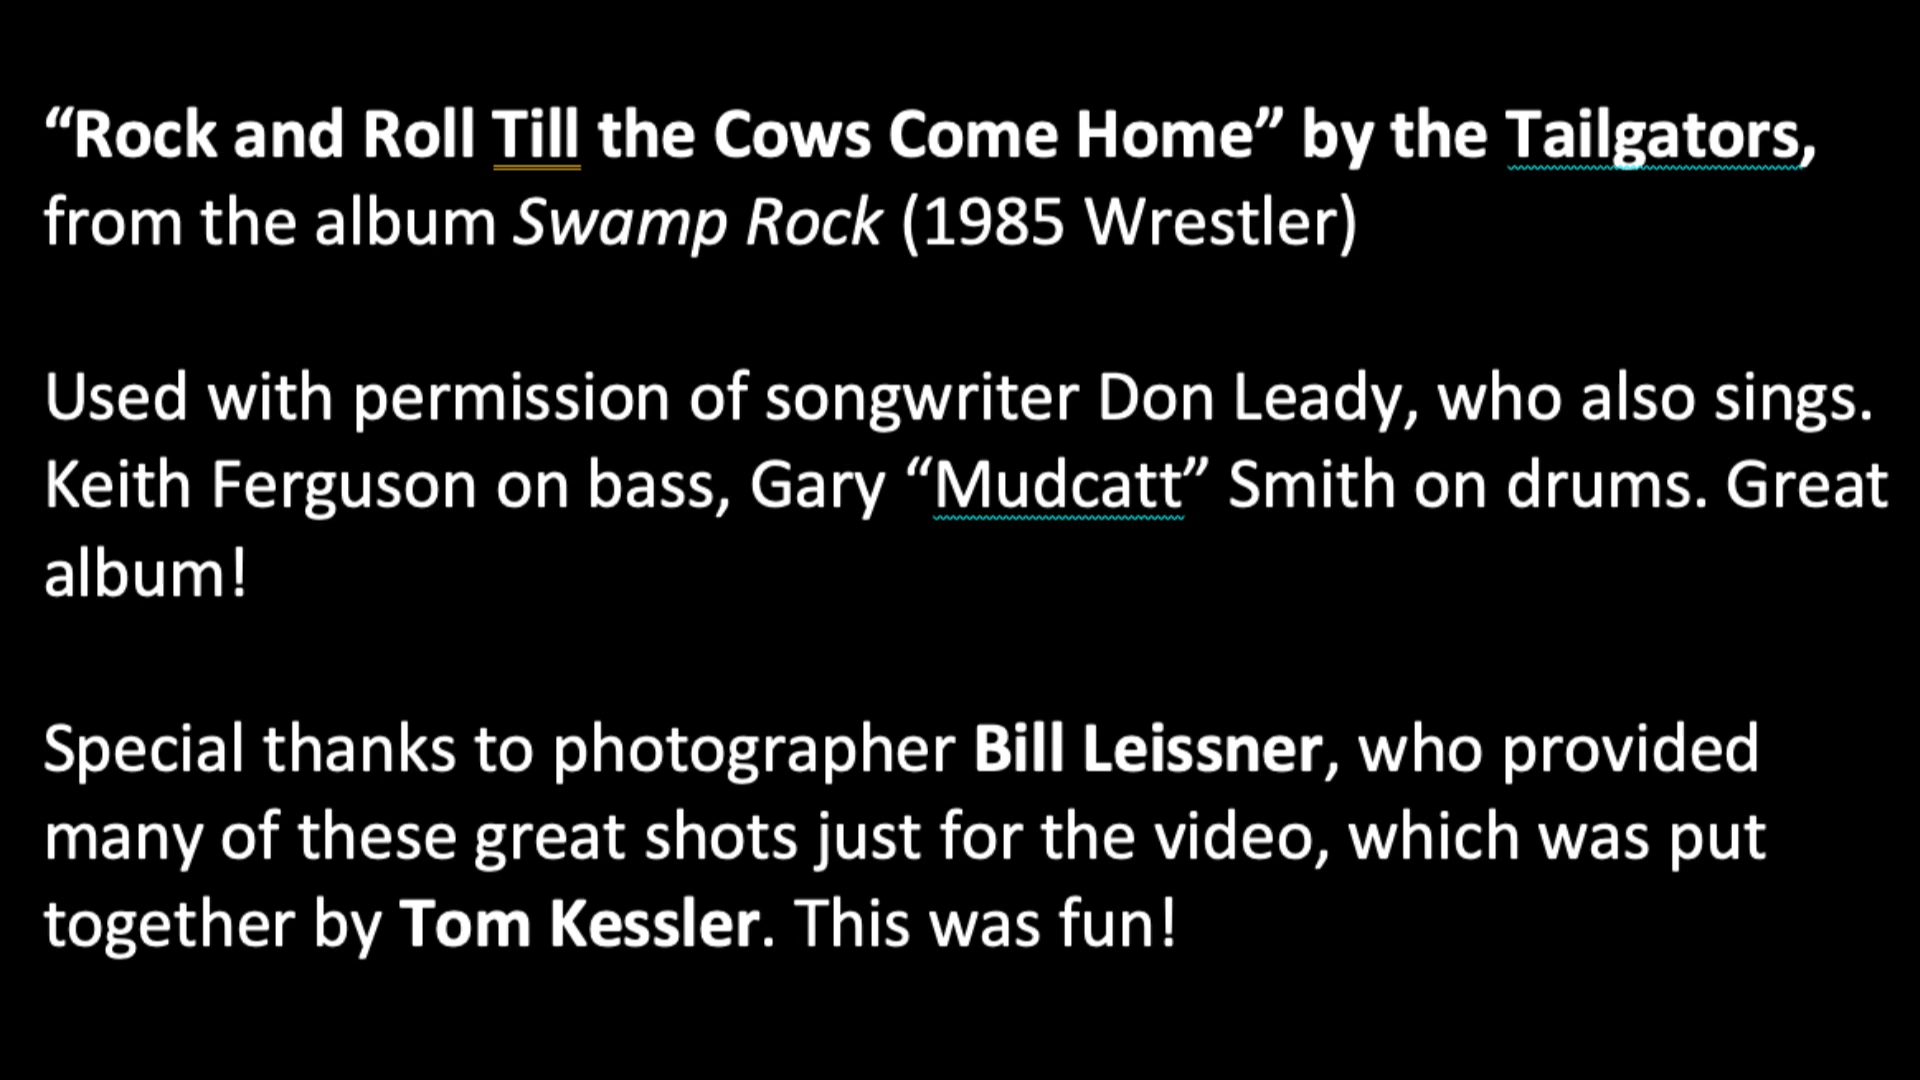 “Rock and Roll Till the Cows Come Home” by the Tailgators,
from the album Swamp Rock (1985 Wrestler)
Used with permission of songwriter Don Leady, who also sings.
Keith Ferguson on bass, Gary “Mudcatt” Smith on drums. Great
album!
Special thanks to photographer Bill Leissner, who provided
many of these great shots just for the video, which was put
together by Tom Kessler. This was fun!